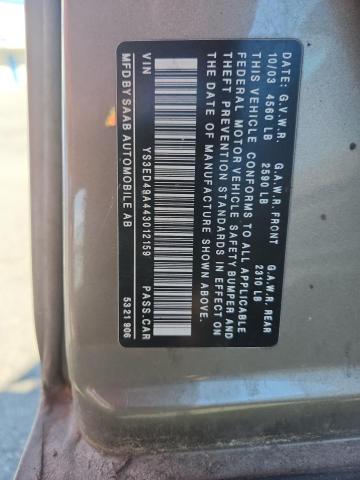 DATE: G.V.W.R. G.A.W.R. FRONT G.A.W.R. REAR
10/03 4560 LB 2590 LB 2310 LB
THIS VEHICLE CONFORMS TO ALL APPLICABLE
FEDERAL MOTOR VEHICLE SAFETY BUMPER AND
THEFT PREVENTION STANDARDS IN EFFECT ON
THE DATE OF MANUFACTURE SHOWN ABOVE.
VIN YS3ED49A443012159 PASS.CAR
MFD BY SAAB AUTOMOBILE AB 5321 906